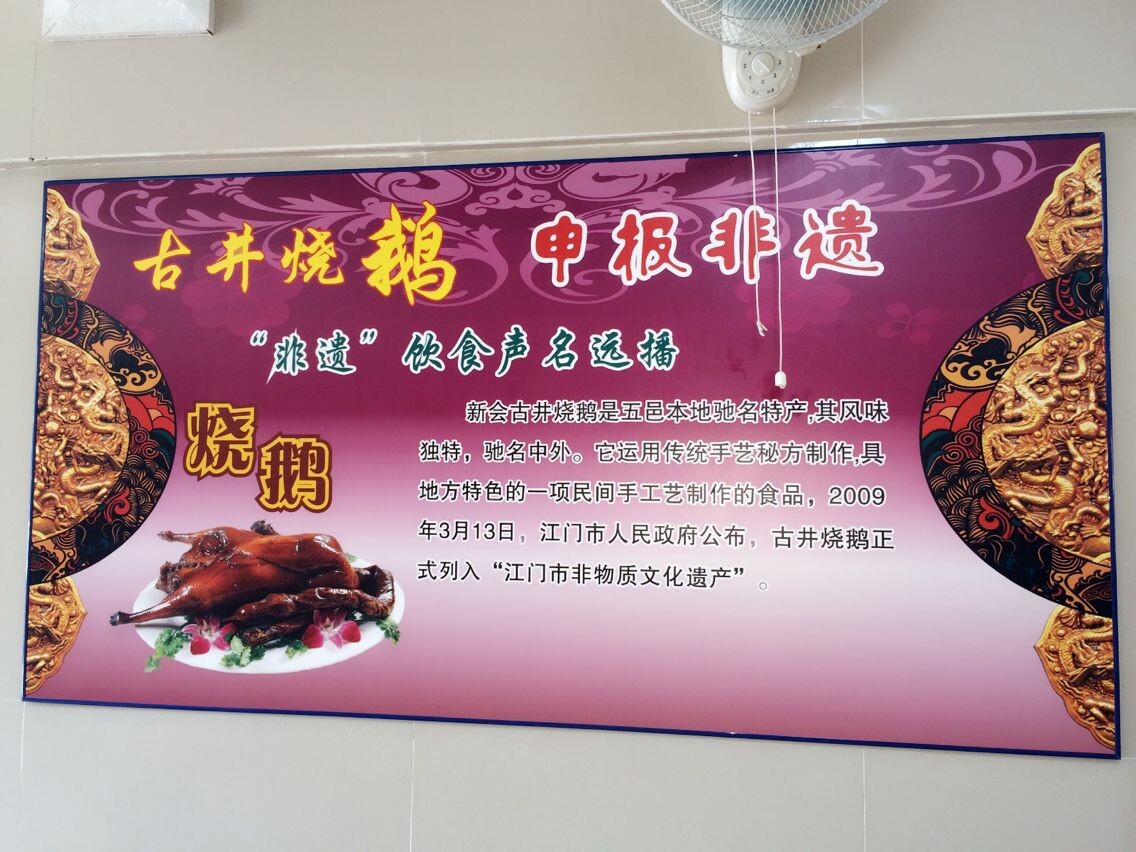 古井烧鹅 申报非遗
“非遗”饮食声名远播
烧鹅
新会古井烧鹅是五邑本地驰名特产,其风味
独特，驰名中外。它运用传统手艺秘方制作,具
地方特色的一项民间手工艺制作的食品，2009
年3月13日，江门市人民政府公布，古井烧鹅正
式列入“江门市非物质文化遗产”。